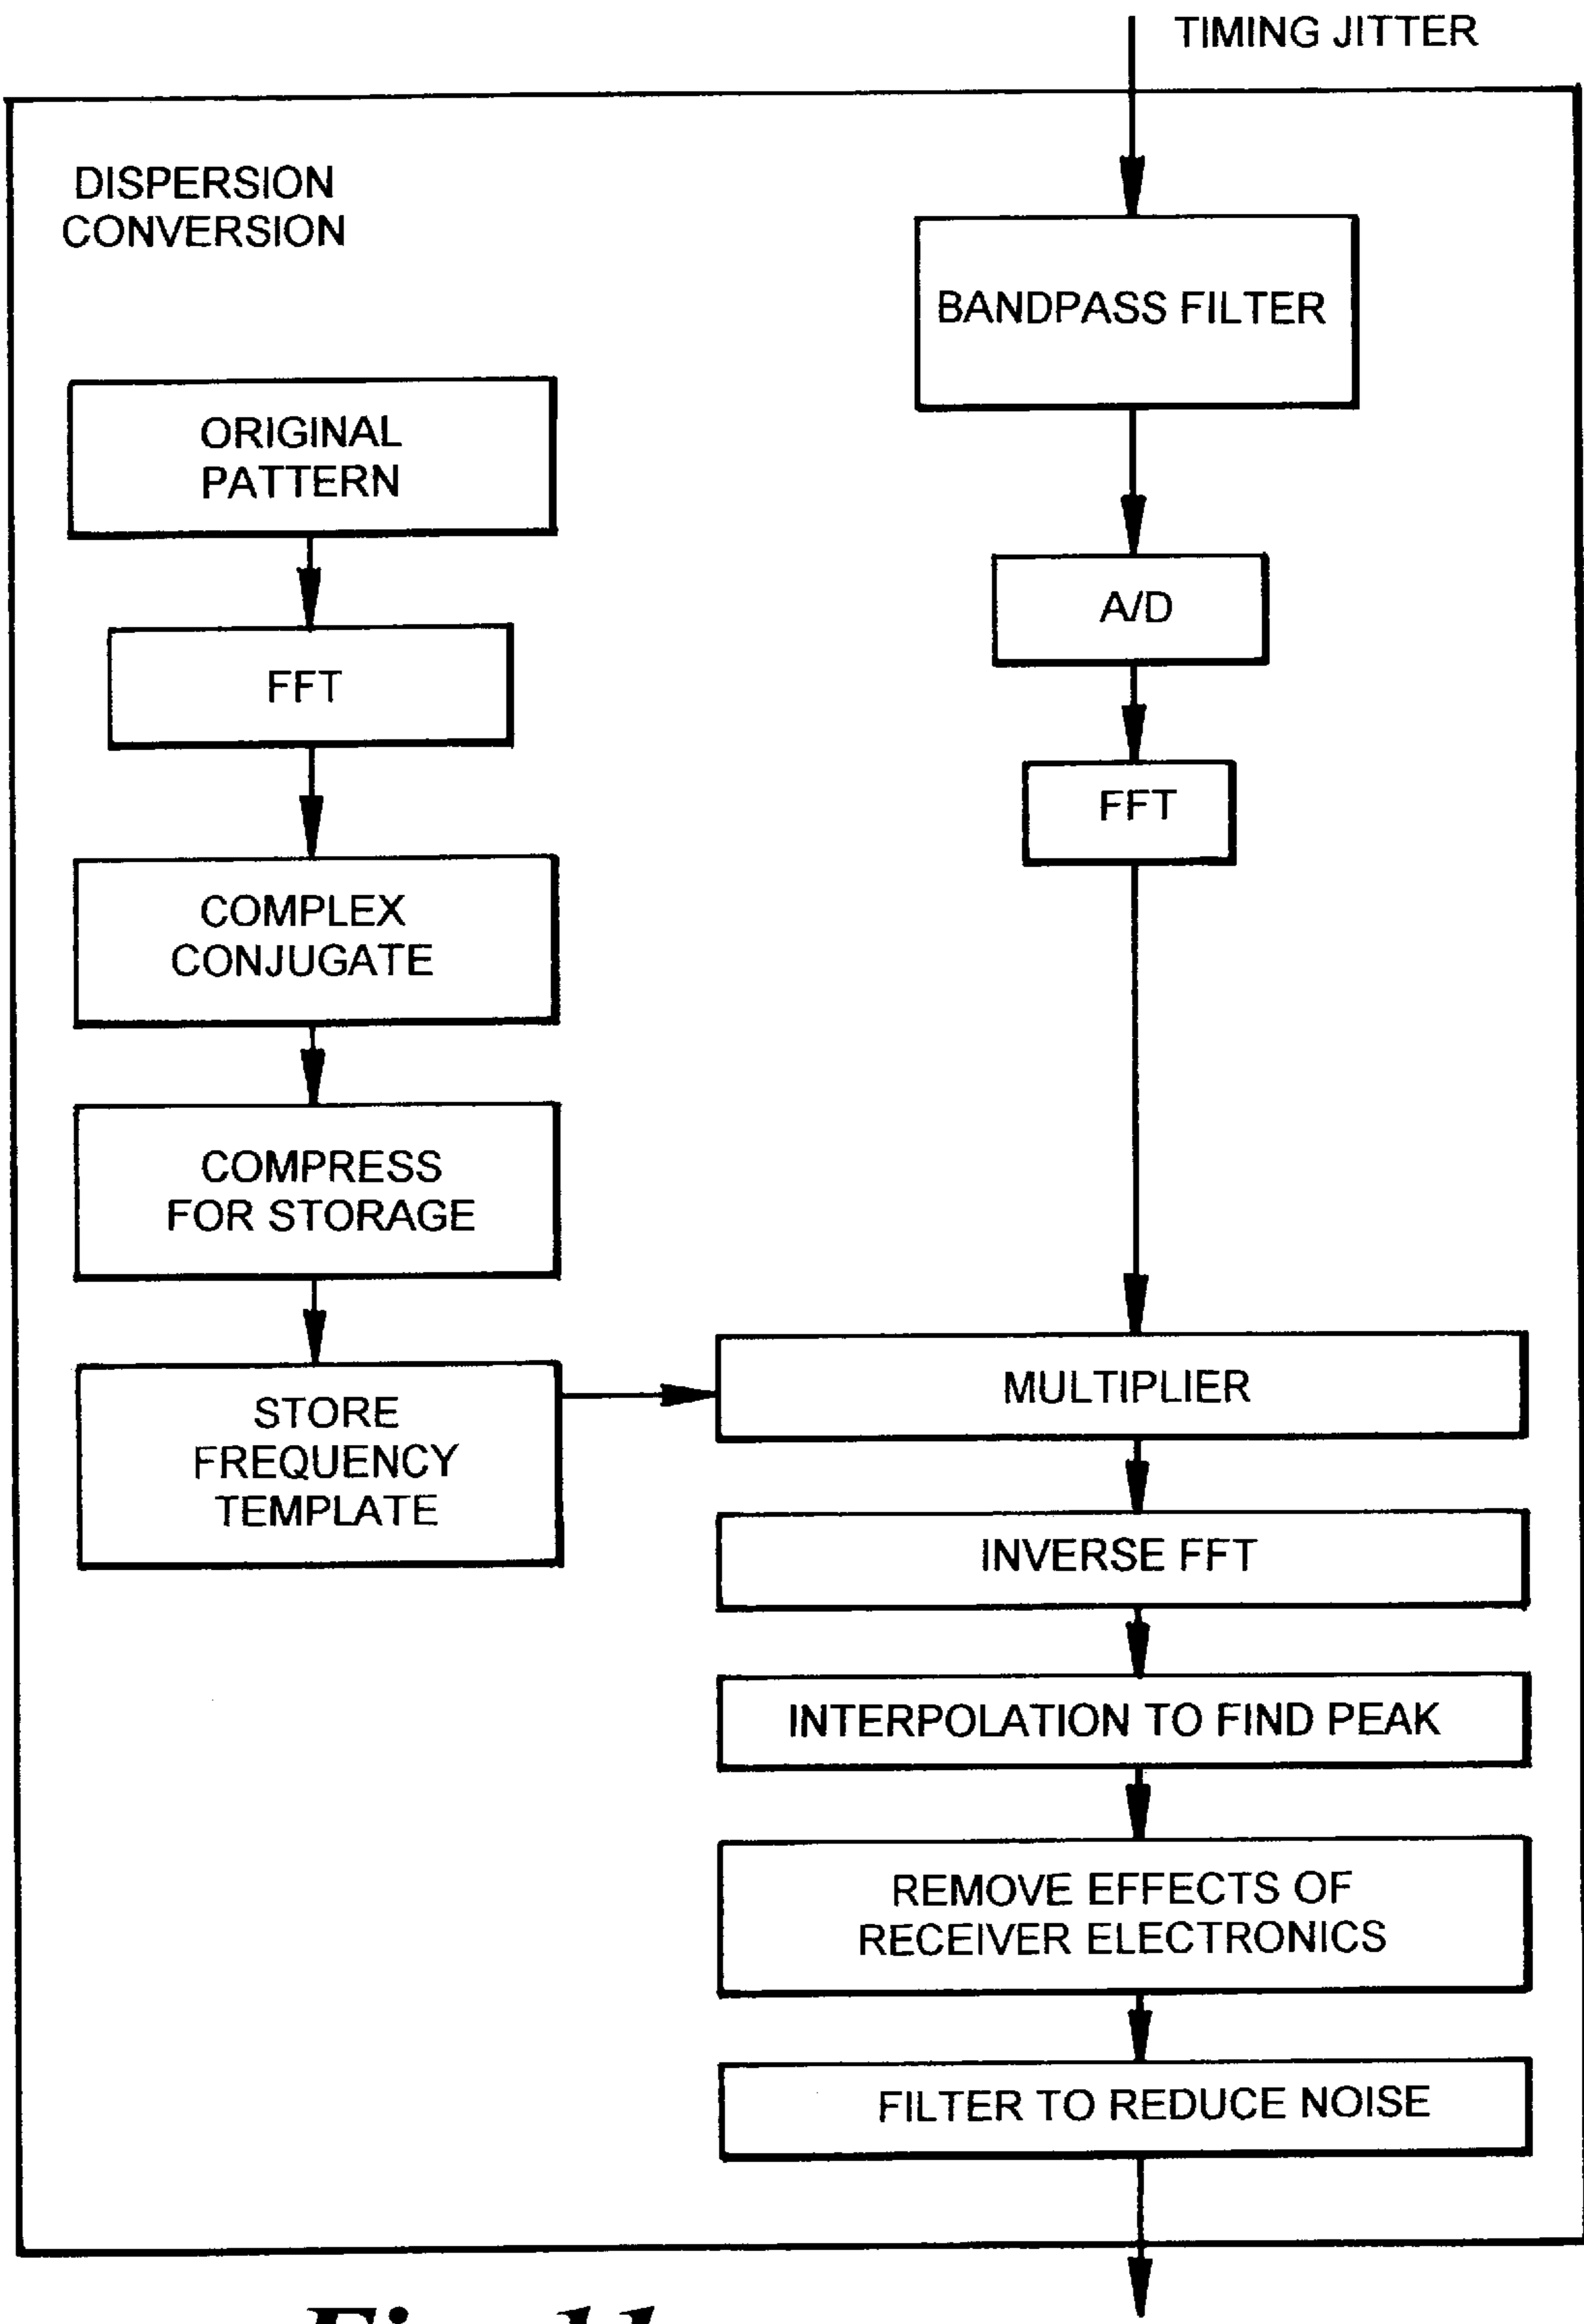 TIMING JITTER
DISPERSION
CONVERSION
BANDPASS FILTER
ORIGINAL
PATTERN
A/D
FFT
FFT
COMPLEX
CONJUGATE
COMPRESS
FOR STORAGE
STORE
FREQUENCY
TEMPLATE
MULTIPLIER
INVERSE FFT
INTERPOLATION TO FIND PEAK
REMOVE EFFECTS OF
RECEIVER ELECTRONICS
FILTER TO REDUCE NOISE